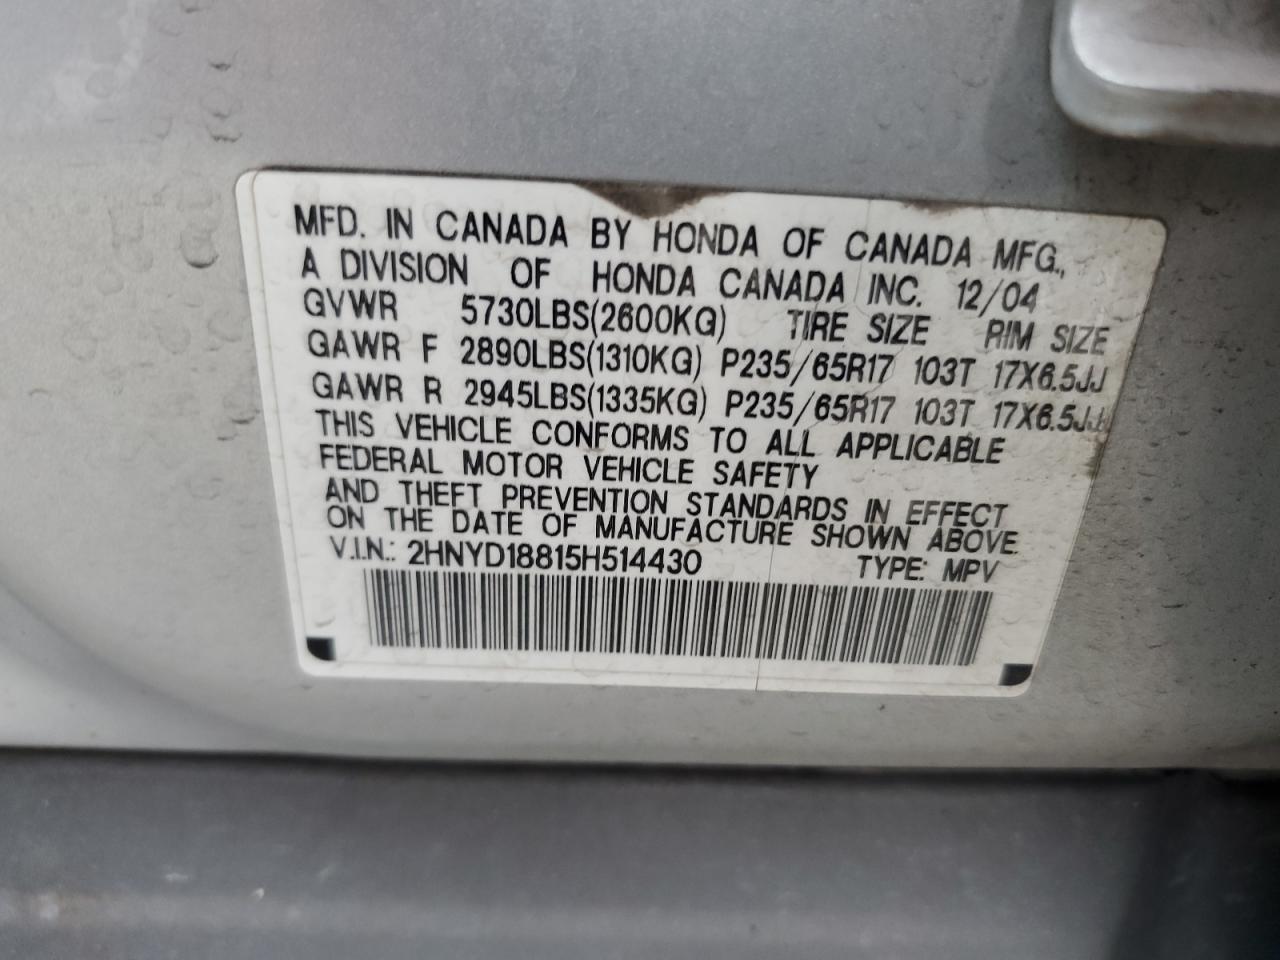 MFD. IN CANADA BY HONDA OF CANADA MFG.,
A DIVISION OF HONDA CANADA INC. 12/04
GVWR 5730LBS(2600KG) TIRE SIZE RIM SIZE
GAWR F 2890LBS(1310KG) P235/65R17 103T 17X6.5JJ
GAWR R 2945LBS(1335KG) P235/65R17 103T 17X6.5JJ
THIS VEHICLE CONFORMS TO ALL APPLICABLE
FEDERAL MOTOR VEHICLE SAFETY
AND THEFT PREVENTION STANDARDS IN EFFECT
ON THE DATE OF MANUFACTURE SHOWN ABOVE.
V.I.N.: 2HNYD18815H514430 TYPE: MPV